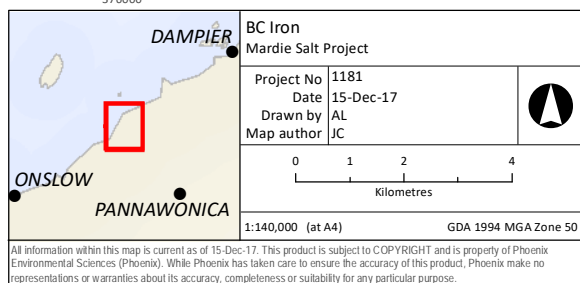 370000
DAMPIER
ONSLOW
PANNAWONICA
BC Iron
Mardie Salt Project
Project No 1181
Date 15-Dec-17
Drawn by AL
Map author JC
0 1 2 4
Kilometres
1:140,000 (at A4) GDA 1994 MGA Zone 50
All information within this map is current as of 15-Dec-17. This product is subject to COPYRIGHT and is property of Phoenix
Environmental Sciences (Phoenix). While Phoenix has taken care to ensure the accuracy of this product, Phoenix make no
representations or warranties about its accuracy, completeness or suitability for any particular purpose.